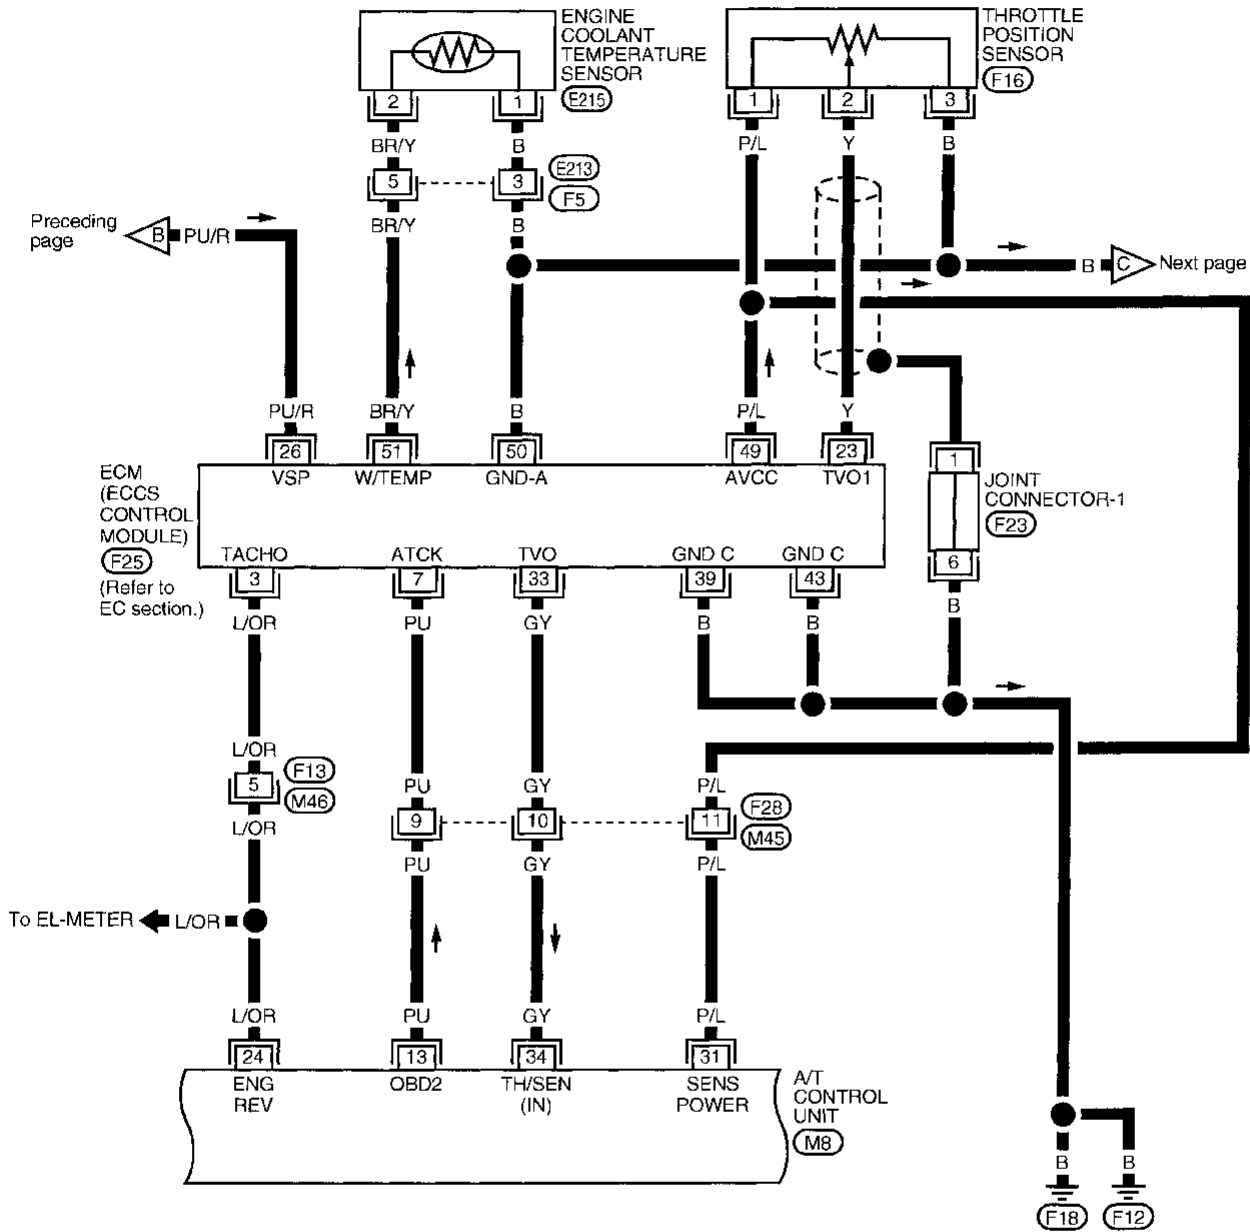 ENGINE
COOLANT
TEMPERATURE
SENSOR
E215
THROTTLE
POSITION
SENSOR
F16
2
1
1
2
3
BR/Y
B
P/L
Y
B
5
3
E213
F5
BR/Y
B
Preceding
page
B
PU/R
B
C
Next page
PU/R
BR/Y
B
P/L
Y
26
51
50
49
23
1
VSP
W/TEMP
GND-A
AVCC
TVO1
ECM
(ECCS
CONTROL
MODULE)
F25
(Refer to
EC section.)
JOINT
CONNECTOR-1
F23
TACHO
ATCK
TVO
GND C
GND C
3
7
33
39
43
6
L/OR
PU
GY
B
B
B
L/OR
5
F13
M46
L/OR
PU
GY
P/L
9
10
11
F28
M45
PU
GY
P/L
To EL-METER
L/OR
L/OR
PU
GY
P/L
24
13
34
31
ENG
REV
OBD2
TH/SEN
(IN)
SENS
POWER
A/T
CONTROL
UNIT
M8
B
B
F18
F12